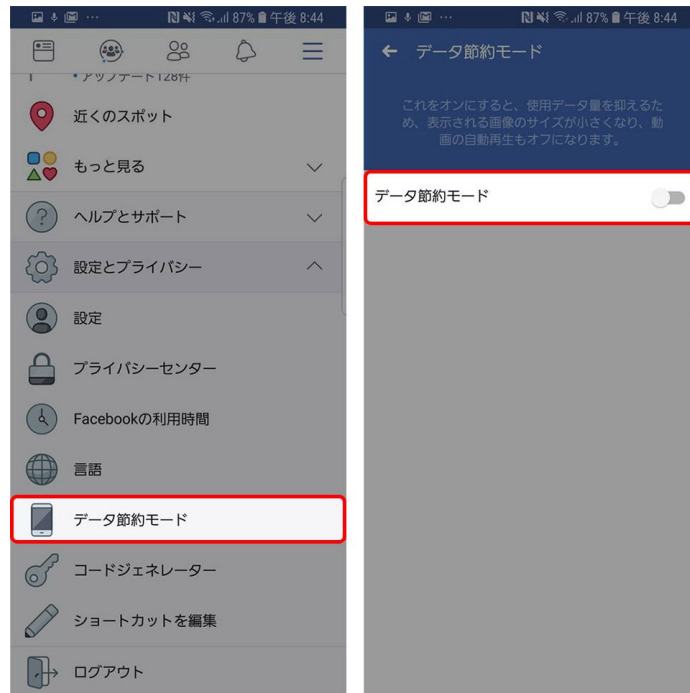 87% 午後 8:44
• アップデート128件
近くのスポット
もっと見る
ヘルプとサポート
設定とプライバシー
設定
プライバシーセンター
Facebookの利用時間
言語
データ節約モード
コードジェネレーター
ショートカットを編集
ログアウト
87% 午後 8:44
データ節約モード
これをオンにすると、使用データ量を抑えるた
め、表示される画像のサイズが小さくなり、動
画の自動再生もオフになります。
データ節約モード